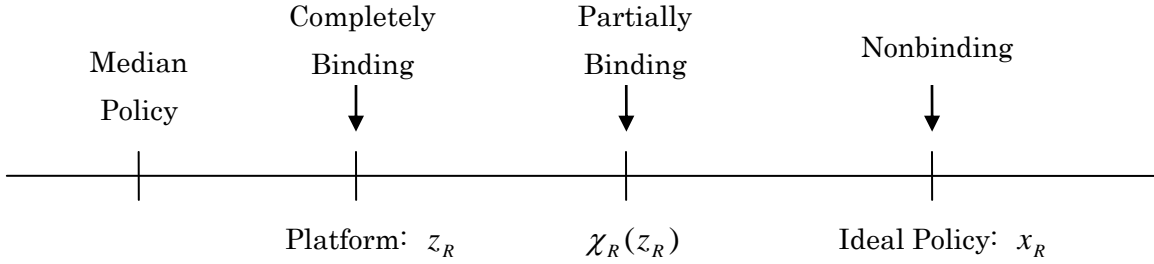 Median
Policy
Completely
Binding
Partially
Binding
Nonbinding
Platform: z_R
χ_R(z_R)
Ideal Policy: x_R